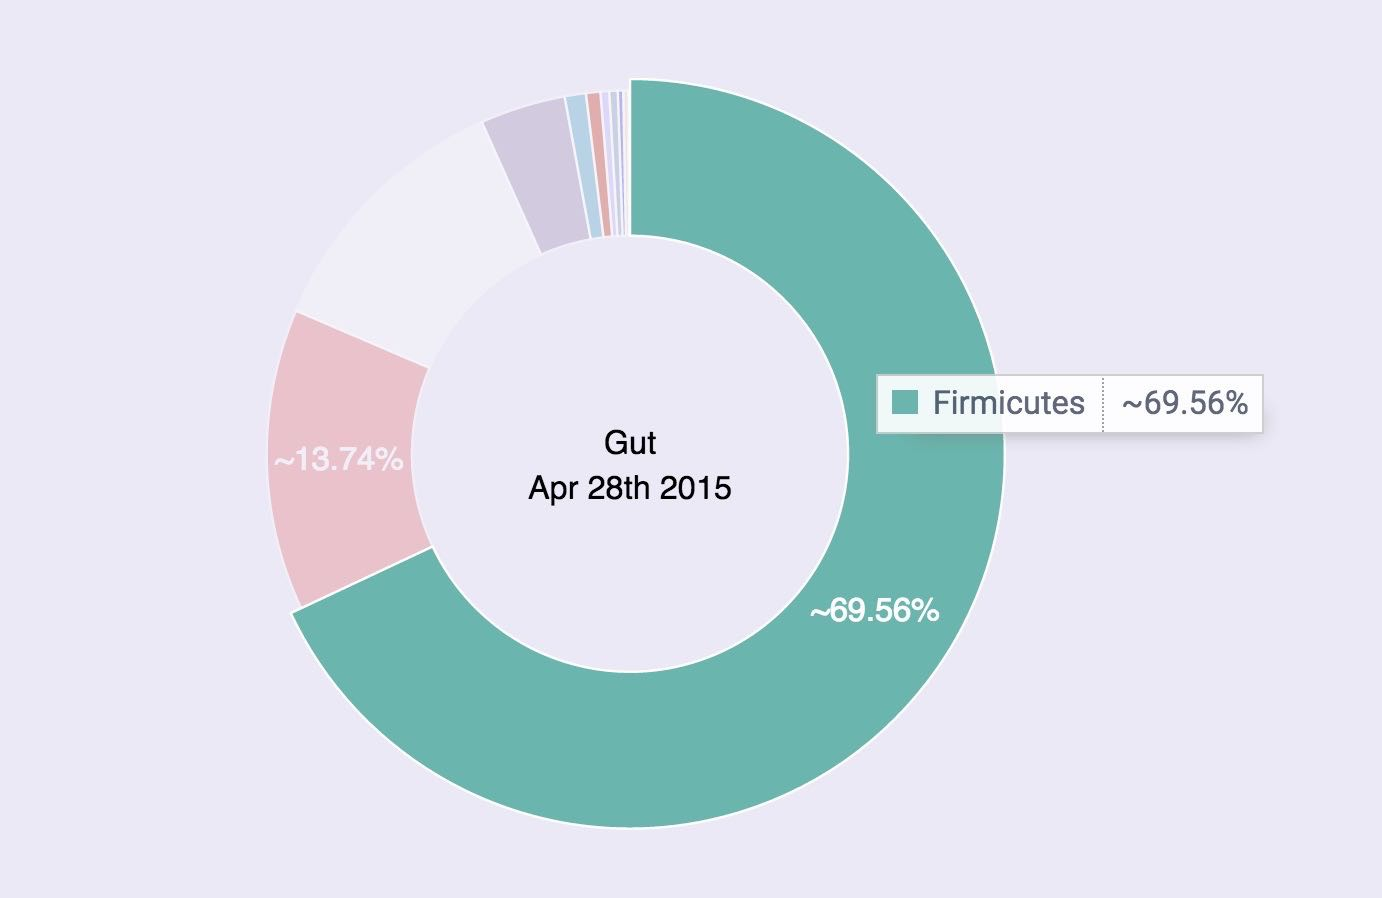 Firmicutes ~69.56%
~13.74%
Gut
Apr 28th 2015
~69.56%